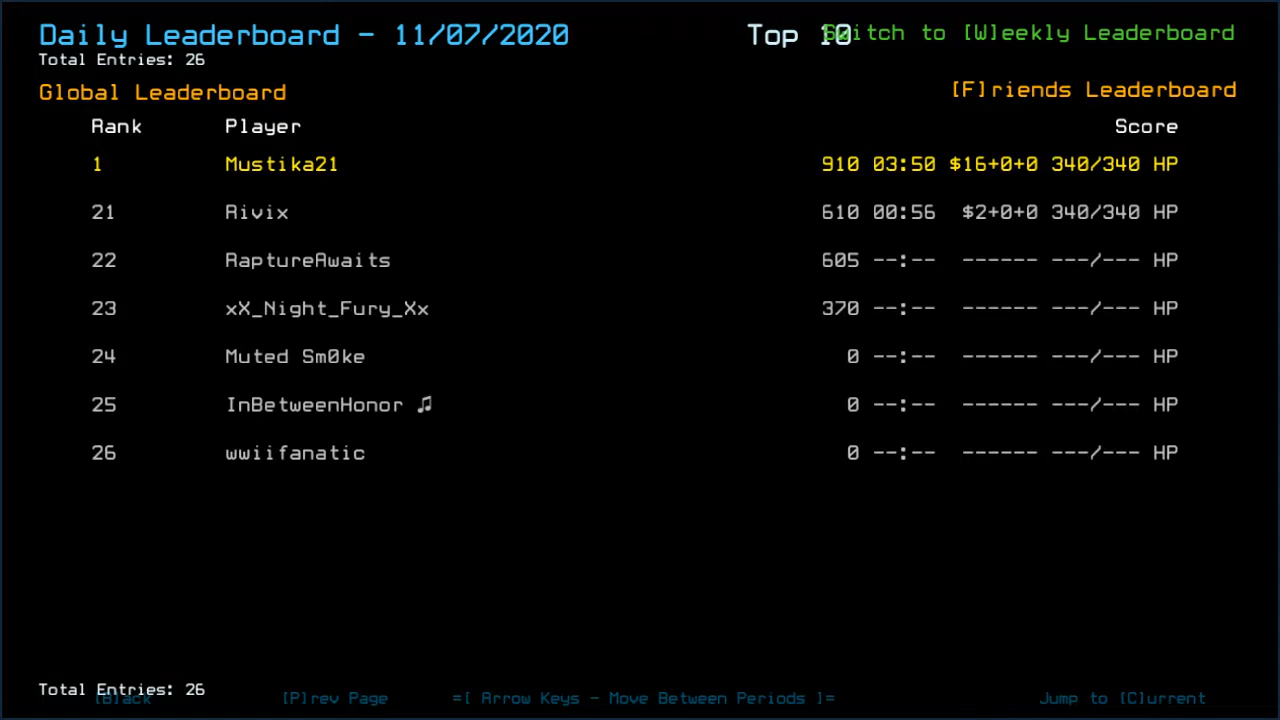 Daily Leaderboard - 11/07/2020 Top 10 Switch to [W]eekly Leaderboard
Total Entries: 26
Global Leaderboard [F]riends Leaderboard
Rank Player Score
1 Mustika21 910 03:50 $16+0+0 340/340 HP
21 Rivix 610 00:56 $2+0+0 340/340 HP
22 RaptureAwaits 605 --:-- ------ ---/--- HP
23 xX_Night_Fury_Xx 370 --:-- ------ ---/--- HP
24 Muted Sm0ke 0 --:-- ------ ---/--- HP
25 InBetweenHonor ♫ 0 --:-- ------ ---/--- HP
26 wwiifanatic 0 --:-- ------ ---/--- HP
Total Entries: 26
[B]ack [P]rev Page =[ Arrow Keys - Move Between Periods ]= Jump to [C]urrent